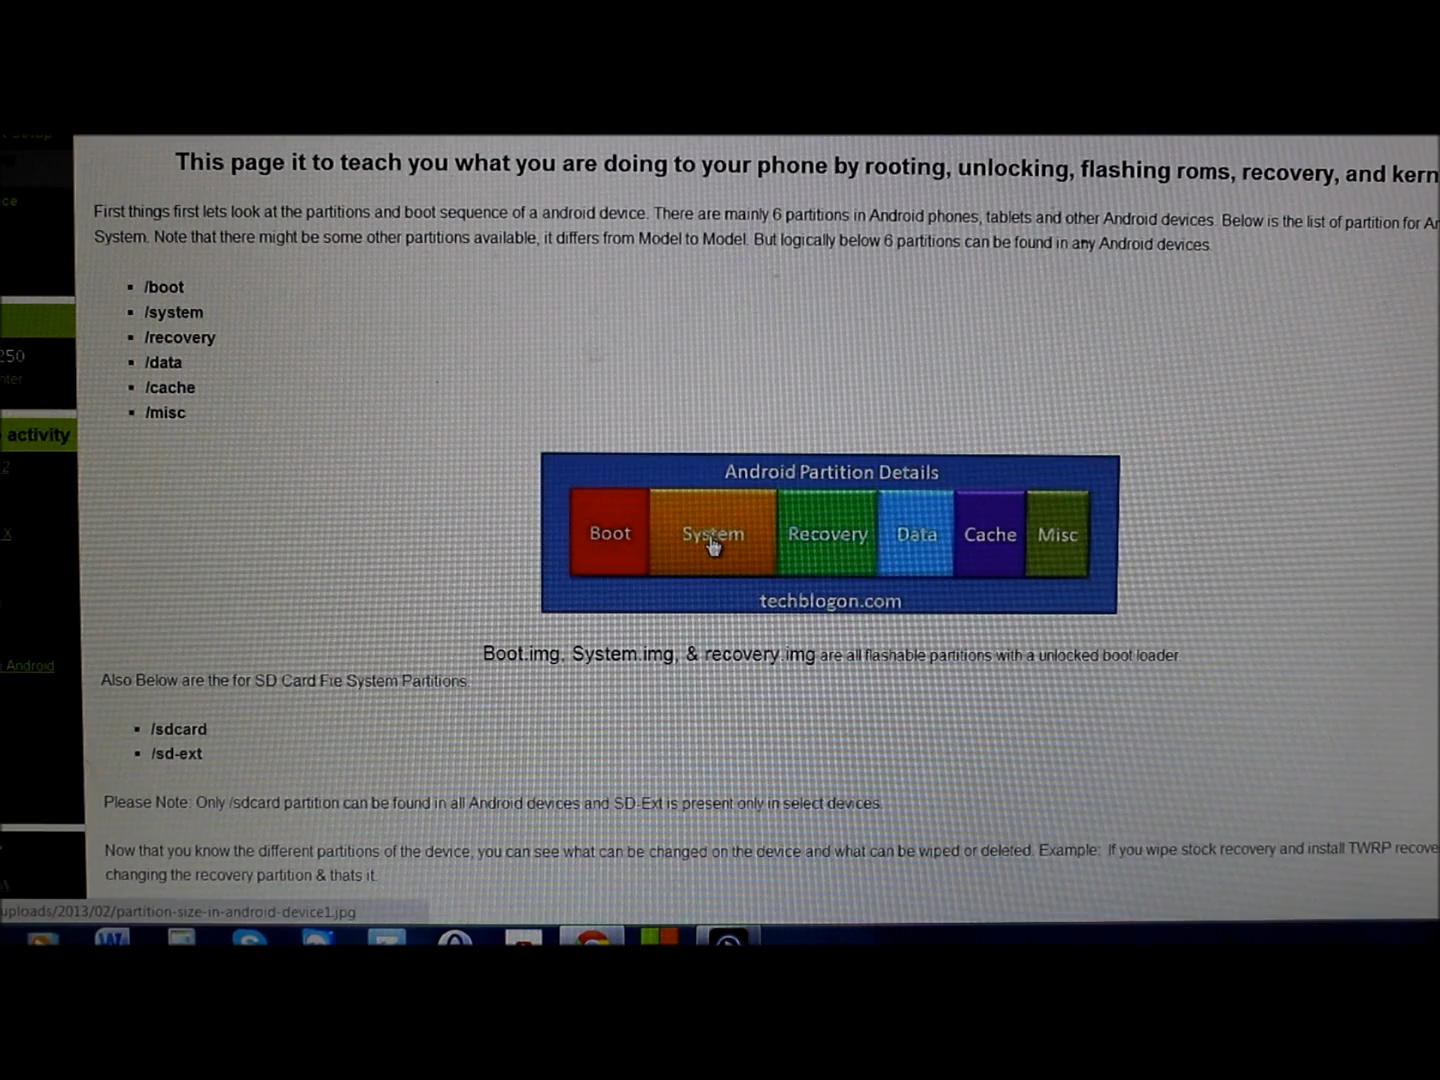 This page it to teach you what you are doing to your phone by rooting, unlocking, flashing roms, recovery, and kern
First things first lets look at the partitions and boot sequence of a android device. There are mainly 6 partitions in Android phones, tablets and other Android devices. Below is the list of partition for Ar
System. Note that there might be some other partitions available, it differs from Model to Model. But logically below 6 partitions can be found in any Android devices.
ce
250
nter
activity
2
X
Android
/boot
/system
/recovery
/data
/cache
/misc
Android Partition Details
Boot System Recovery Data Cache Misc
techblogon.com
Boot.img, System.img, & recovery.img are all flashable partitions with a unlocked boot loader
Also Below are the for SD Card Fie System Partitions.
/sdcard
/sd-ext
Please Note: Only /sdcard partition can be found in all Android devices and SD-Ext is present only in select devices.
Now that you know the different partitions of the device, you can see what can be changed on the device and what can be wiped or deleted. Example: If you wipe stock recovery and install TWRP recove
changing the recovery partition & thats it.
uploads/2013/02/partition-size-in-android-device1.jpg